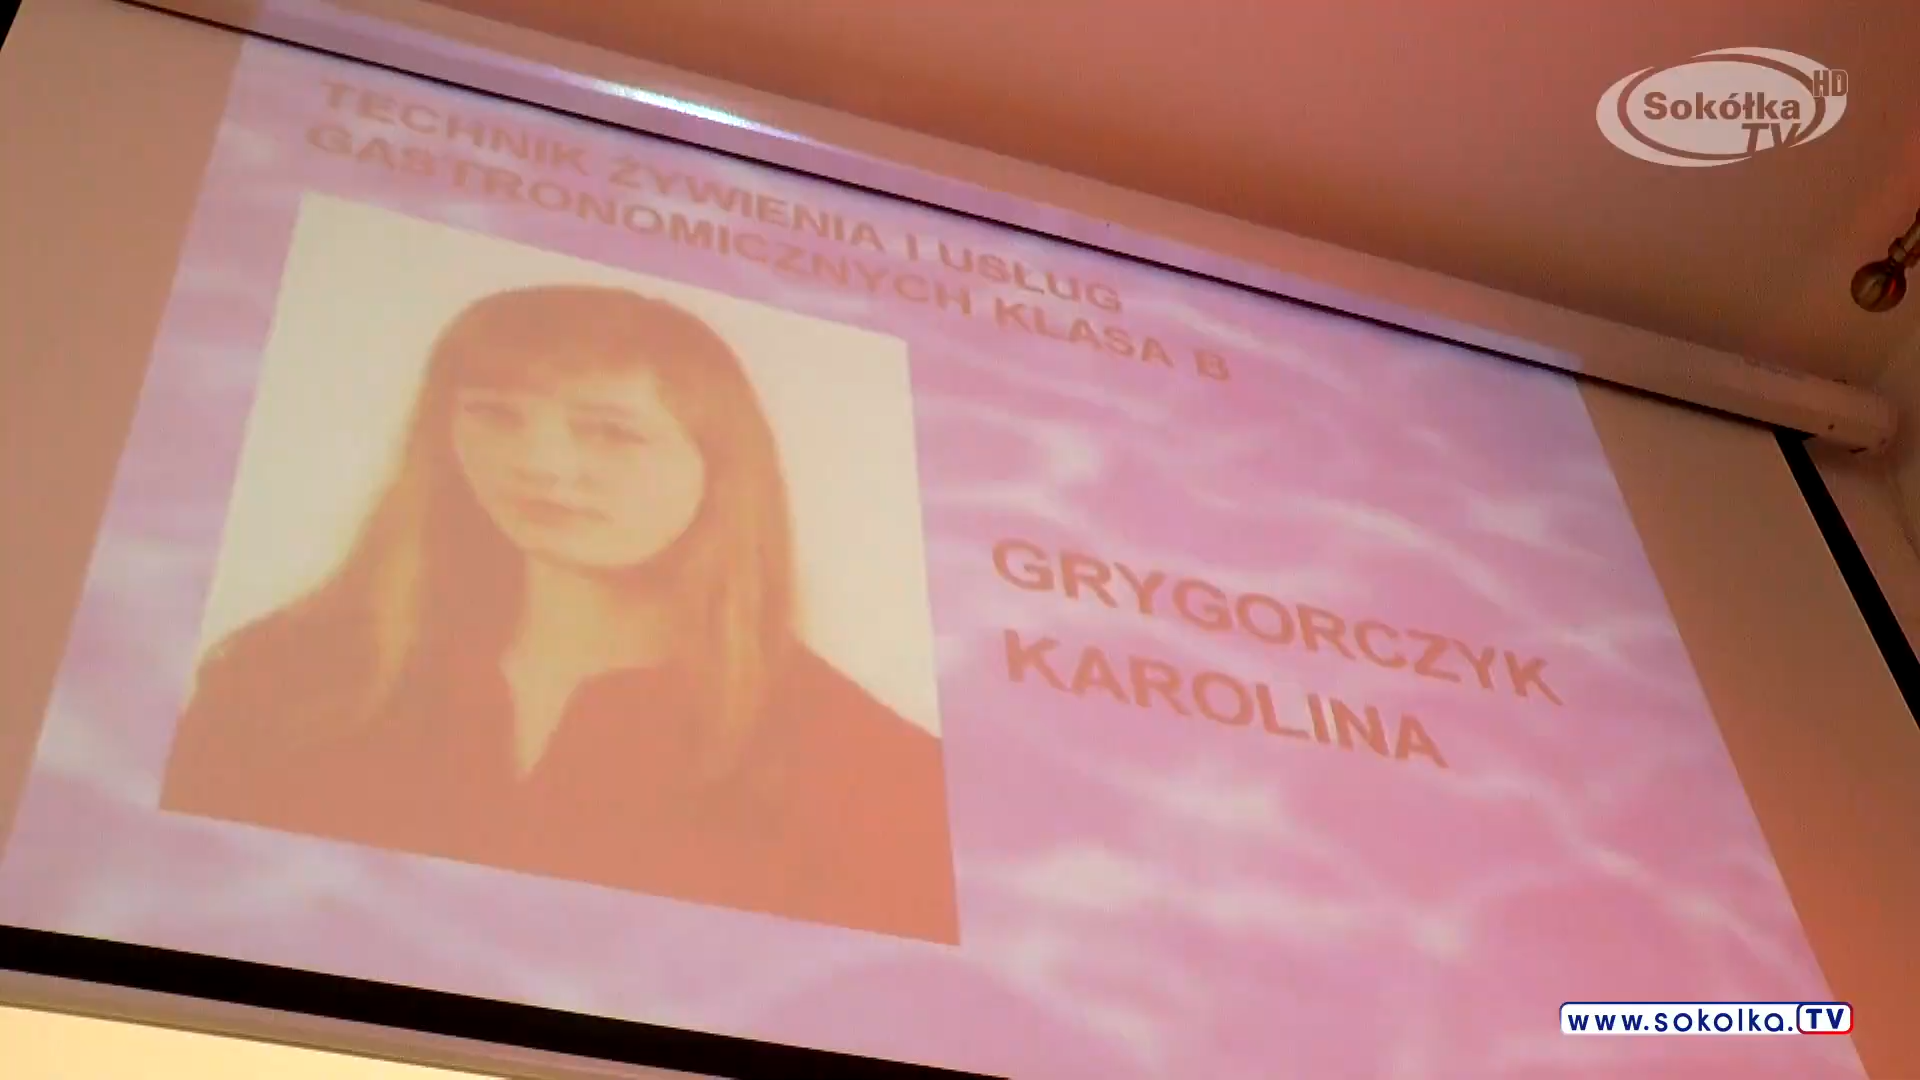 TECHNIK ŻYWIENIA I USŁUG
GASTRONOMICZNYCH KLASA B
GRYGORCZYK
KAROLINA
Sokółka HD
TV
www.sokolka.TV